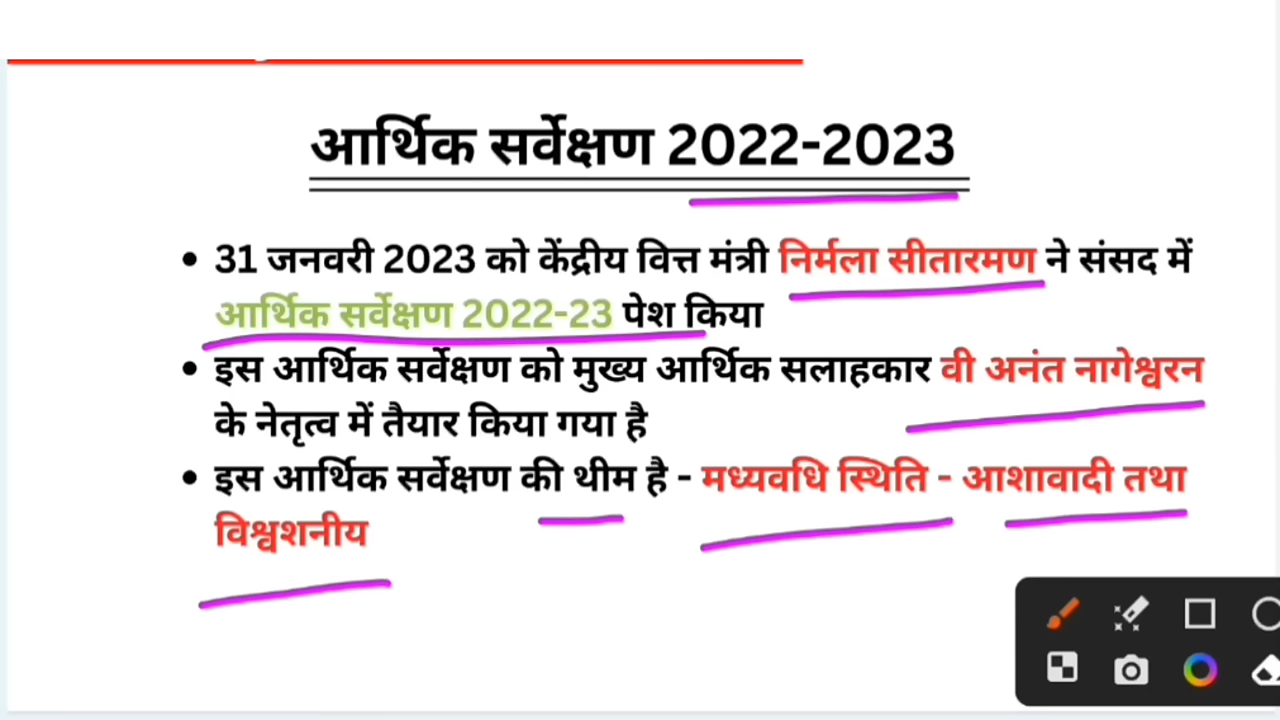 आर्थिक सर्वेक्षण 2022-2023
• 31 जनवरी 2023 को केंद्रीय वित्त मंत्री निर्मला सीतारमण ने संसद में
आर्थिक सर्वेक्षण 2022-23 पेश किया
• इस आर्थिक सर्वेक्षण को मुख्य आर्थिक सलाहकार वी अनंत नागेश्वरन
के नेतृत्व में तैयार किया गया है
• इस आर्थिक सर्वेक्षण की थीम है - मध्यवधि स्थिति - आशावादी तथा
विश्वशनीय